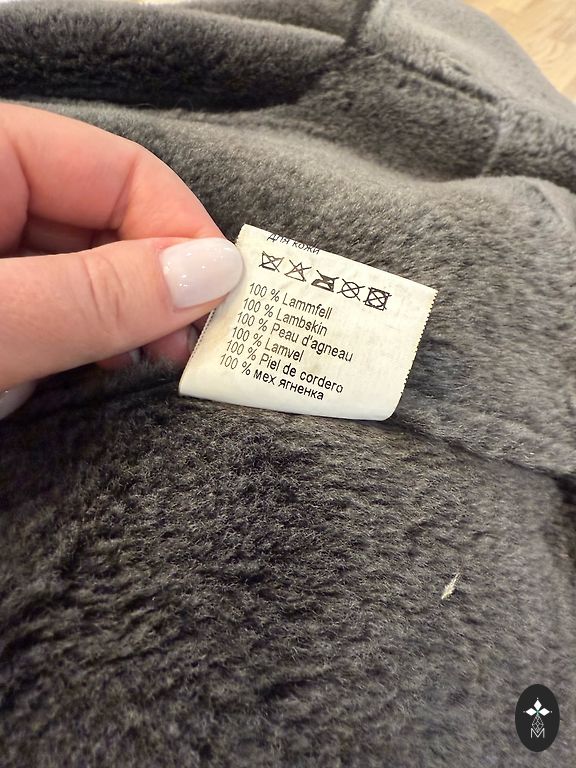 для кожи
100 % Lammfell
100 % Lambskin
100 % Peau d'agneau
100 % Lamvel
100 % Piel de cordero
100 % мех ягненка
M